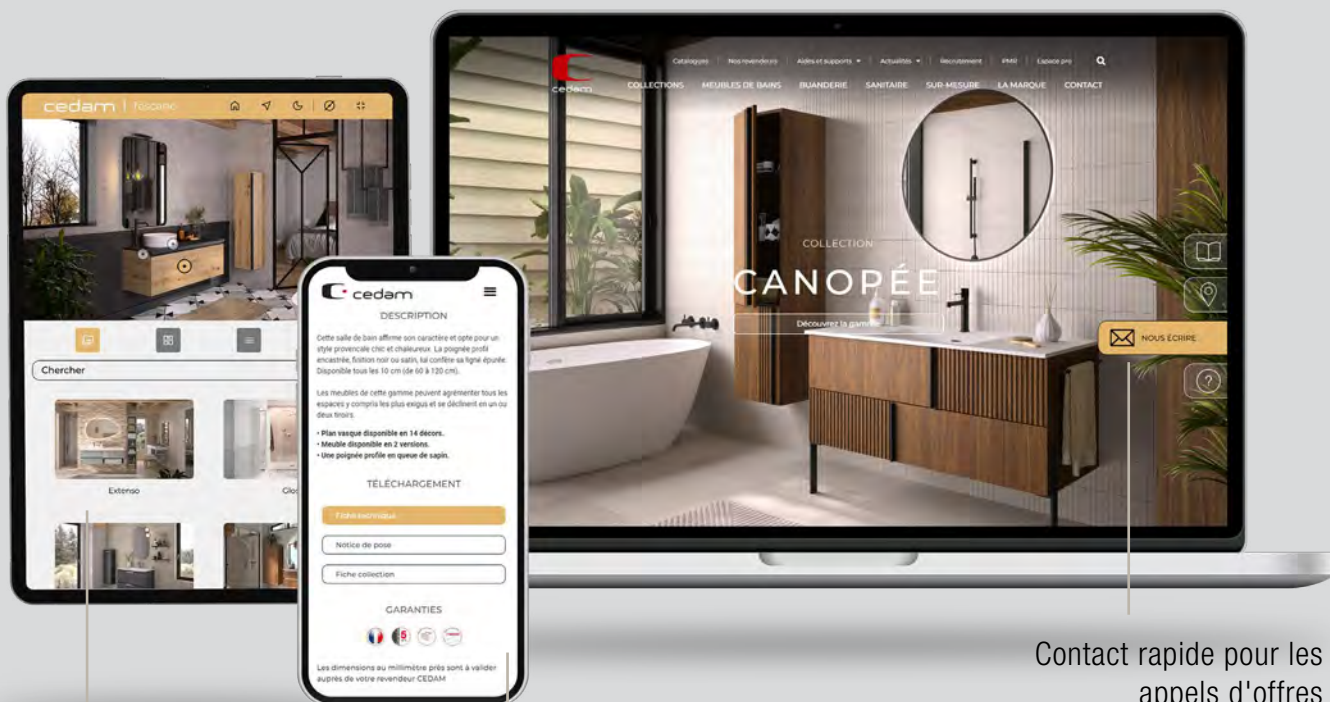 cedam | foscano
Chercher
Extenso
cedam
DESCRIPTION
Cette salle de bain affirme son caractère et opte pour un
style provencale chic et chaleureux. La poignée profil
encastrée, finition noir ou satin, lui confère sa ligne épurée.
Disponible tous les 10 cm (de 60 à 120 cm).
Les meubles de cette gamme peuvent agrémenter tous les
espaces y compris les plus exigus et se déclinent en un ou
deux tiroirs.
• Plan vasque disponible en 14 décors.
• Meuble disponible en 2 versions.
• Une poignée profile en queue de sapin.
TÉLÉCHARGEMENT
Fiche technique
Notice de pose
Fiche collection
GARANTIES
5
Les dimensions au millimètre près sont à valider
auprès de votre revendeur CEDAM
Catalogues | Nos revendeurs | Aides et supports | Actualités | Recrutement | PMR | Espace pro
cedam
COLLECTIONS MEUBLES DE BAINS BUANDERIE SANITAIRE SUR-MESURE LA MARQUE CONTACT
COLLECTION
CANOPÉE
Découvrez la gamme
NOUS ÉCRIRE
?
Contact rapide pour les
appels d'offres